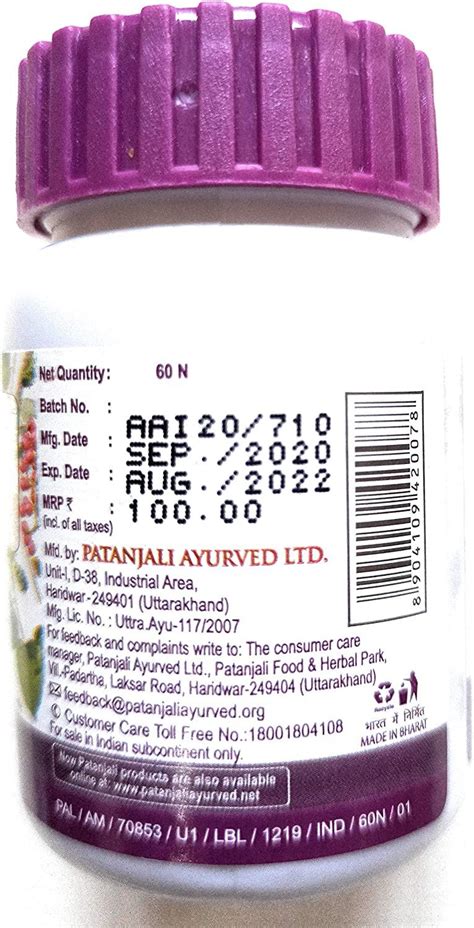 Net Quantity: 60 N
Batch No. : AAI20/710
Mfg. Date : SEP./2020
Exp. Date : AUG./2022
MRP ₹ : 100.00
(incl. of all taxes)
Mfd. by: PATANJALI AYURVED LTD.
Unit-I, D-38, Industrial Area,
Haridwar-249401 (Uttarakhand)
Mfg. Lic. No. : Uttra.Ayu-117/2007
For feedback and complaints write to: The consumer care
manager, Patanjali Ayurved Ltd., Patanjali Food & Herbal Park,
Vill.-Padartha, Laksar Road, Haridwar-249404 (Uttarakhand)
feedback@patanjaliayurved.org
Customer Care Toll Free No.:18001804108
For sale in Indian subcontinent only.
Now Patanjali products are also available
online at: www.patanjaliayurved.net
PAL / AM / 70853 / U1 / LBL / 1219 / IND / 60N / 01
8904109420078
भारत में निर्मित
MADE IN BHARAT